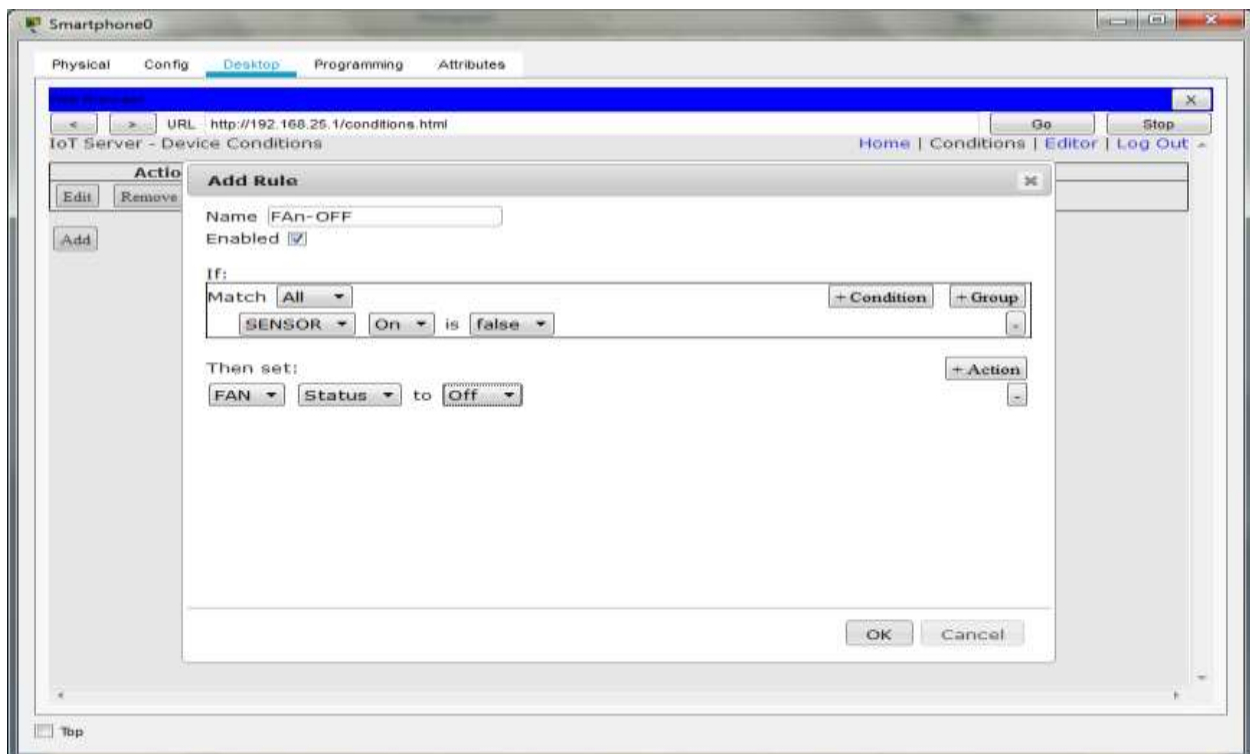 Smartphone0
Physical Config Desktop Programming Attributes
X
< > URL http://192.168.25.1/conditions.html Go Stop
IoT Server - Device Conditions Home | Conditions | Editor | Log Out
Actio
Add Rule
Edit Remove
Name FAn-OFF
Enabled
Add
If:
Match All + Condition + Group
SENSOR On is false -
Then set: + Action
FAN Status to Off -
OK Cancel
Top